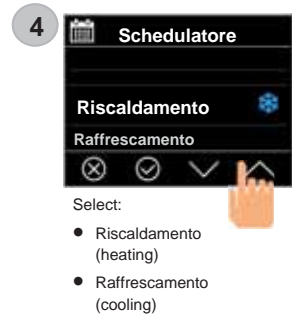 4
Schedulatore
Riscaldamento
Raffrescamento
Select:
● Riscaldamento
(heating)
● Raffrescamento
(cooling)